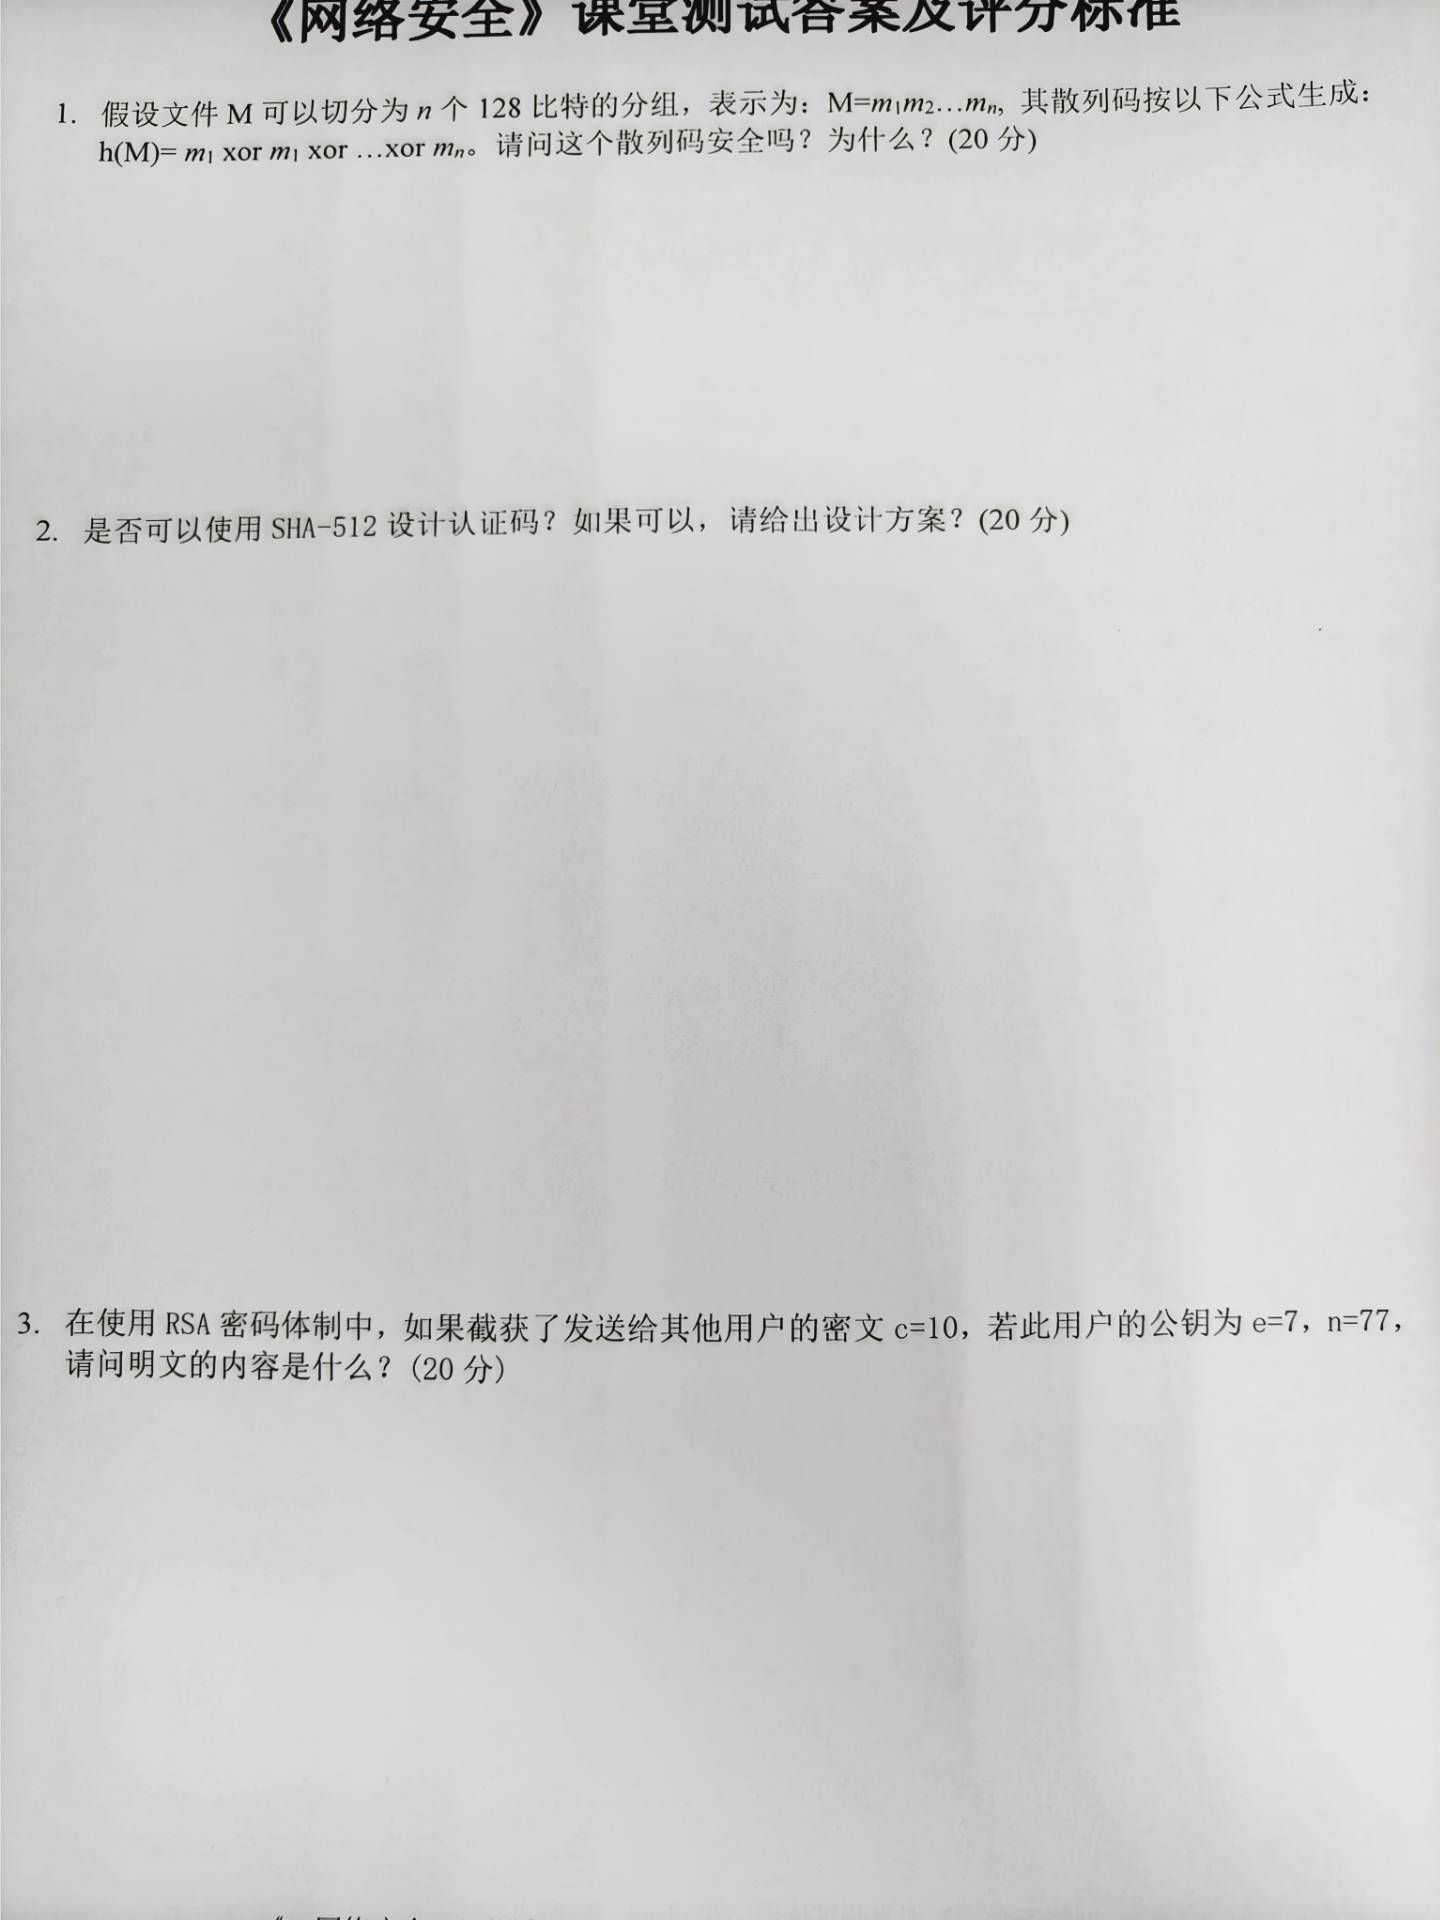 《网络安全》课堂测试答案及评分标准
1. 假设文件 M 可以切分为 n 个 128 比特的分组，表示为：M=m₁m₂…mₙ, 其散列码按以下公式生成：
h(M)= m₁ xor m₁ xor …xor mₙ。请问这个散列码安全吗？为什么？(20 分)
2. 是否可以使用 SHA-512 设计认证码？如果可以，请给出设计方案？(20 分)
3. 在使用 RSA 密码体制中，如果截获了发送给其他用户的密文 c=10，若此用户的公钥为 e=7，n=77，
请问明文的内容是什么？(20 分)